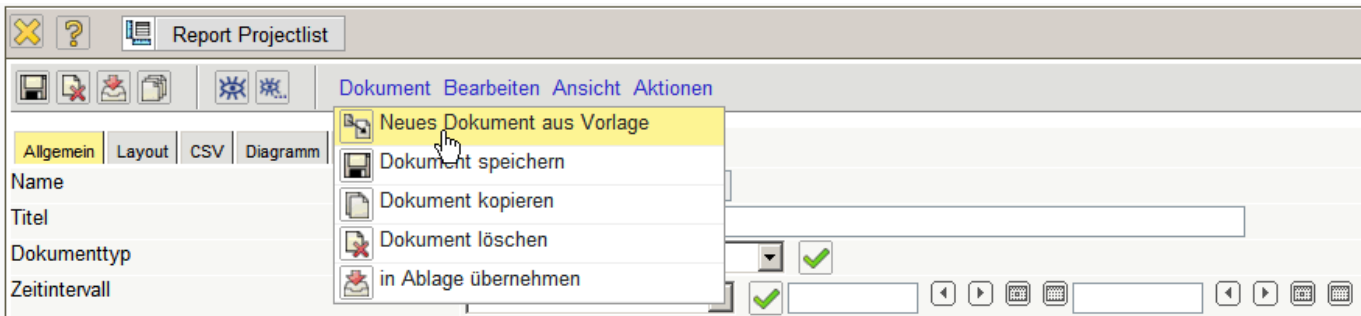 Report Projectlist
Dokument Bearbeiten Ansicht Aktionen
Neues Dokument aus Vorlage
Dokument speichern
Dokument kopieren
Dokument löschen
in Ablage übernehmen
Allgemein Layout CSV Diagramm
Name
Titel
Dokumenttyp
Zeitintervall